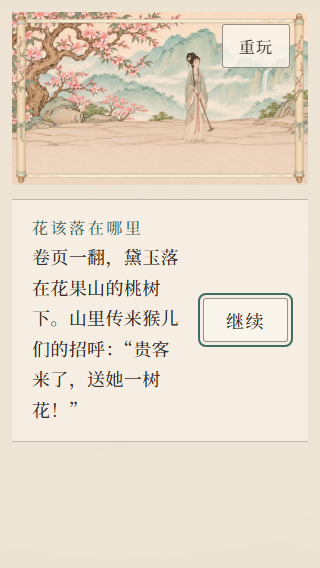 重玩
花该落在哪里
卷页一翻，黛玉落
在花果山的桃树
下。山里传来猴儿
们的招呼：“贵客
来了，送她一树
花！”
继续